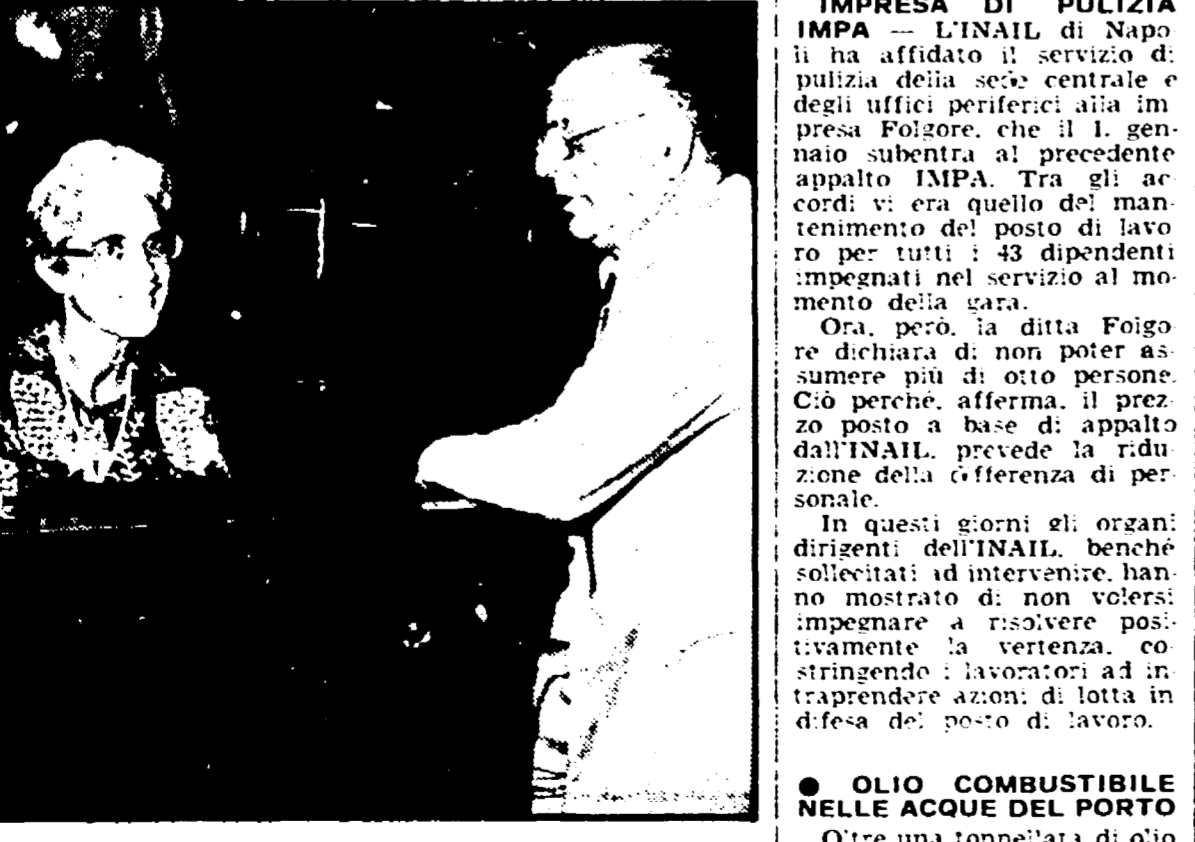 IMPRESA DI PULIZIA
IMPA — L'INAIL di Napo
li ha affidato il servizio di
pulizia della sede centrale e
degli uffici periferici alla im
presa Folgore. che il 1. gen-
naio subentra al precedente
appalto IMPA. Tra gli ac
cordi vi era quello del man-
tenimento del posto di lavo
ro per tutti i 43 dipendenti
impegnati nel servizio al mo-
mento della gara.
Ora. però. la ditta Folgo
re dichiara di non poter as-
sumere più di otto persone.
Ciò perché. afferma. il prez-
zo posto a base di appalto
dall'INAIL. prevede la ridu-
zione della differenza di per-
sonale.
In questi giorni gli organi
dirigenti dell'INAIL. benché
sollecitati ad intervenire. han-
no mostrato di non volersi
impegnare a risolvere posi-
tivamente la vertenza. co-
stringendo i lavoratori ad in-
traprendere azioni di lotta in
difesa del posto di lavoro.
● OLIO COMBUSTIBILE
NELLE ACQUE DEL PORTO
Oltre una tonnellata di olio